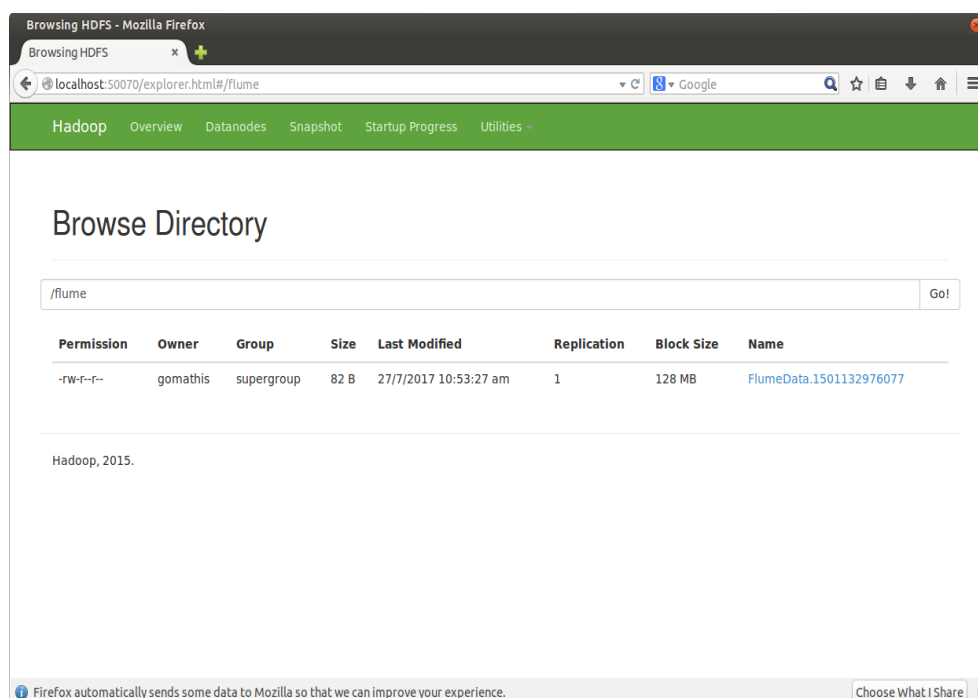 Browsing HDFS - Mozilla Firefox
Browsing HDFS
localhost:50070/explorer.html#/flume
Google
Hadoop Overview Datanodes Snapshot Startup Progress Utilities
Browse Directory
/flume Go!
Permission Owner Group Size Last Modified Replication Block Size Name
-rw-r--r-- gomathis supergroup 82 B 27/7/2017 10:53:27 am 1 128 MB FlumeData.1501132976077
Hadoop, 2015.
Firefox automatically sends some data to Mozilla so that we can improve your experience. Choose What I Share